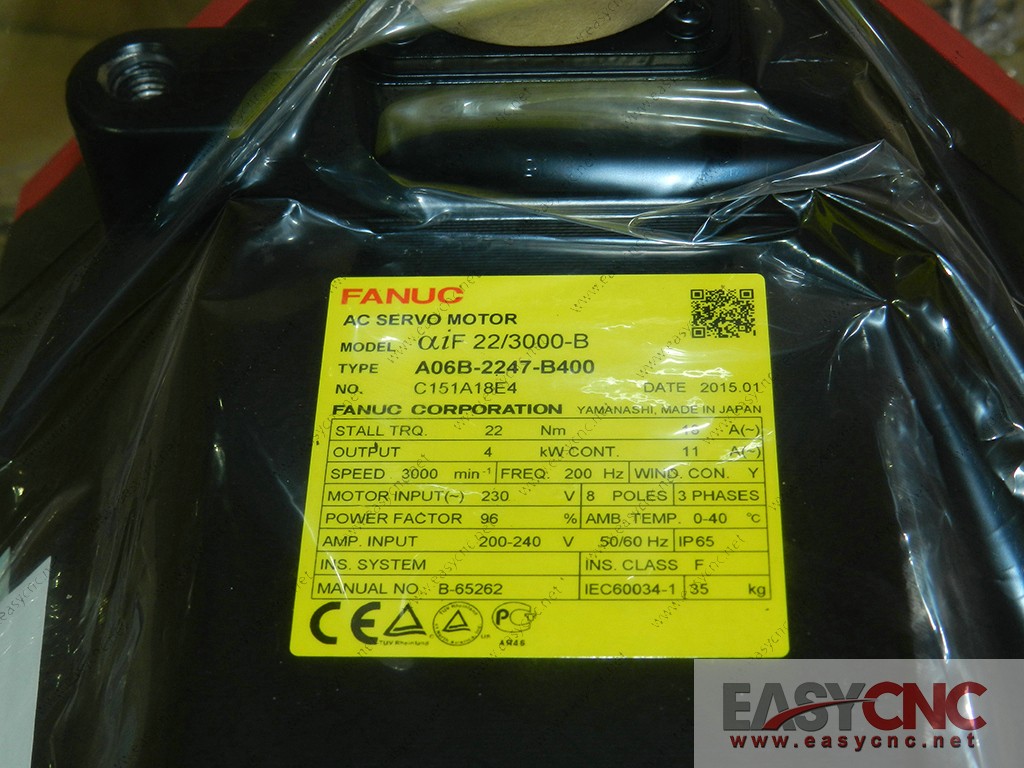 FANUC
AC SERVO MOTOR
MODEL αiF 22/3000-B
TYPE A06B-2247-B400
NO. C151A18E4 DATE 2015.01
FANUC CORPORATION YAMANASHI, MADE IN JAPAN
STALL TRQ. 22 Nm 18 A(~)
OUTPUT 4 kW CONT. 11 A(~)
SPEED 3000 min⁻¹ FREQ. 200 Hz WIND. CON. Y
MOTOR INPUT(~) 230 V 8 POLES 3 PHASES
POWER FACTOR 96 % AMB. TEMP. 0-40 °C
AMP. INPUT 200-240 V 50/60 Hz IP65
INS. SYSTEM INS. CLASS F
MANUAL NO. B-65262 IEC60034-1 35 kg
CE
TUV Rheinland
AR46
EASYCNC
www.easycnc.net